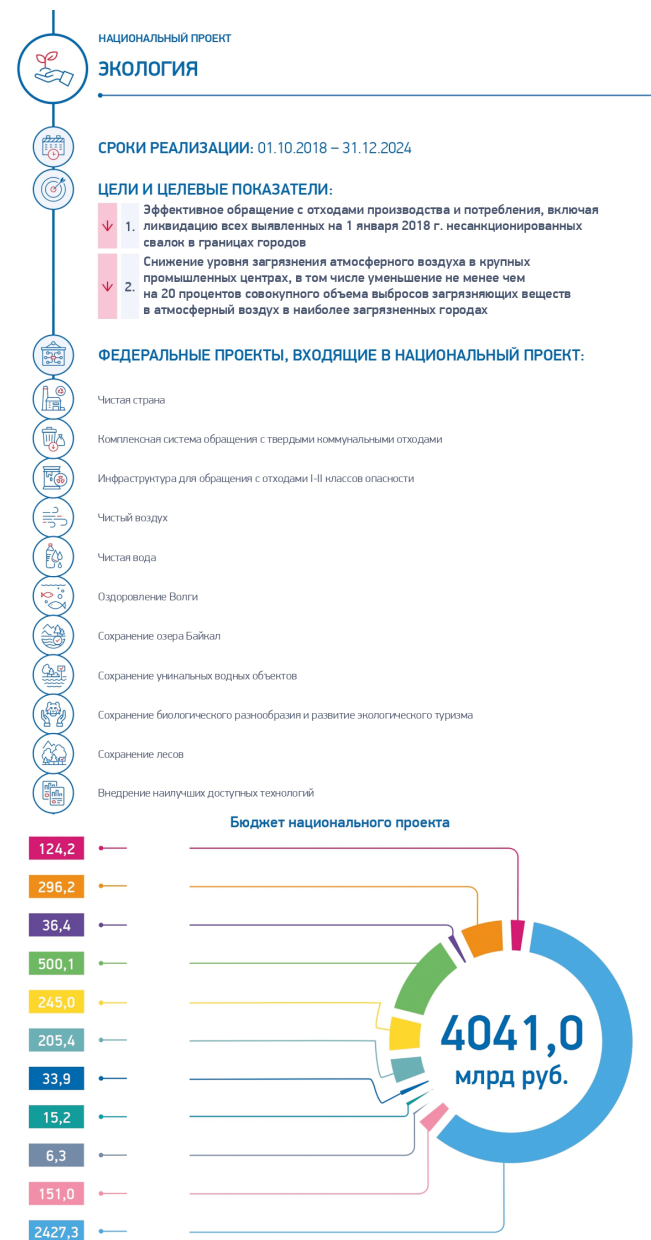 НАЦИОНАЛЬНЫЙ ПРОЕКТ
ЭКОЛОГИЯ
СРОКИ РЕАЛИЗАЦИИ: 01.10.2018 – 31.12.2024
ЦЕЛИ И ЦЕЛЕВЫЕ ПОКАЗАТЕЛИ:
1. Эффективное обращение с отходами производства и потребления, включая
ликвидацию всех выявленных на 1 января 2018 г. несанкционированных
свалок в границах городов
2. Снижение уровня загрязнения атмосферного воздуха в крупных
промышленных центрах, в том числе уменьшение не менее чем
на 20 процентов совокупного объема выбросов загрязняющих веществ
в атмосферный воздух в наиболее загрязненных городах
ФЕДЕРАЛЬНЫЕ ПРОЕКТЫ, ВХОДЯЩИЕ В НАЦИОНАЛЬНЫЙ ПРОЕКТ:
Чистая страна
Комплексная система обращения с твердыми коммунальными отходами
Инфраструктура для обращения с отходами I-II классов опасности
Чистый воздух
Чистая вода
Оздоровление Волги
Сохранение озера Байкал
Сохранение уникальных водных объектов
Сохранение биологического разнообразия и развитие экологического туризма
Сохранение лесов
Внедрение наилучших доступных технологий
Бюджет национального проекта
124,2
296,2
36,4
500,1
245,0
205,4
33,9
15,2
6,3
151,0
2427,3
4041,0
млрд руб.